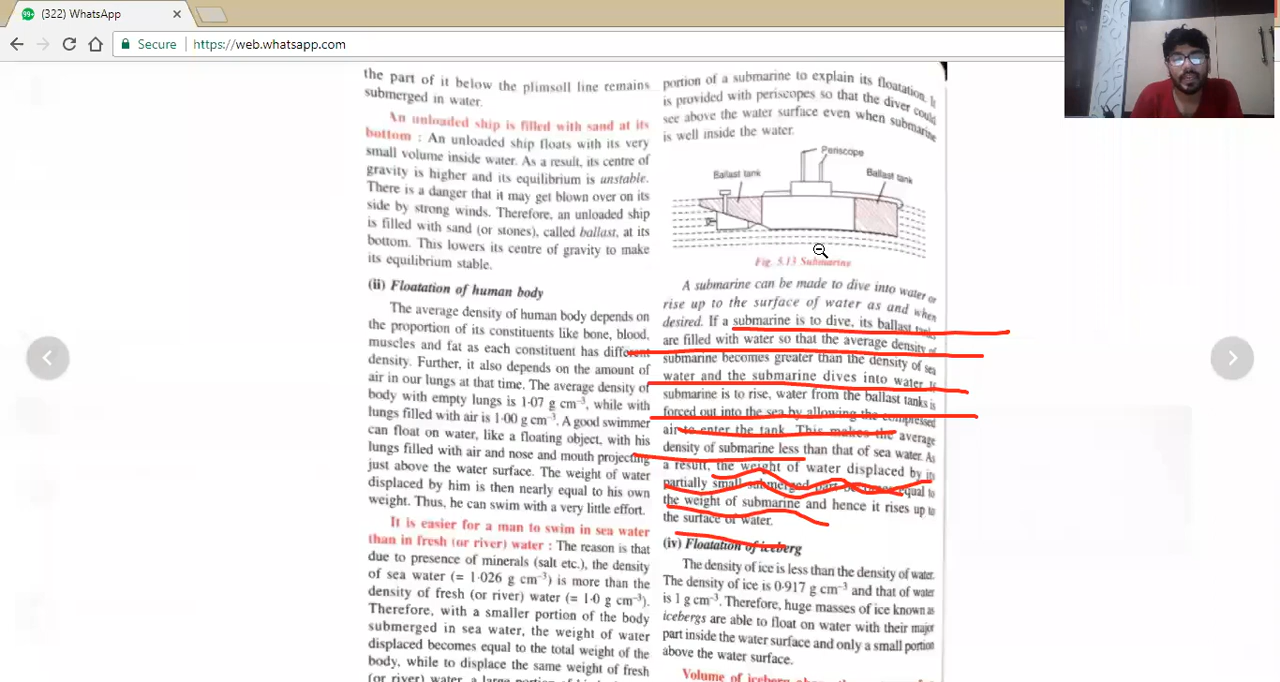 (322) WhatsApp
Secure
https://web.whatsapp.com
the part of it below the plimsoll line remains
submerged in water.
An unloaded ship is filled with sand at its
bottom : An unloaded ship floats with its very
small volume inside water. As a result, its centre of
gravity is higher and its equilibrium is unstable.
There is a danger that it may get blown over on its
side by strong winds. Therefore, an unloaded ship
is filled with sand (or stones), called ballast, at its
bottom. This lowers its centre of gravity to make
its equilibrium stable.
(ii) Floatation of human body
The average density of human body depends on
the proportion of its constituents like bone, blood,
muscles and fat as each constituent has different
density. Further, it also depends on the amount of
air in our lungs at that time. The average density of
body with empty lungs is 1·07 g cm⁻³, while with
lungs filled with air is 1·00 g cm⁻³. A good swimmer
can float on water, like a floating object, with his
lungs filled with air and nose and mouth projecting
just above the water surface. The weight of water
displaced by him is then nearly equal to his own
weight. Thus, he can swim with a very little effort.
It is easier for a man to swim in sea water
than in fresh (or river) water : The reason is that
due to presence of minerals (salt etc.), the density
of sea water (= 1·026 g cm⁻³) is more than the
density of fresh (or river) water (= 1·0 g cm⁻³).
Therefore, with a smaller portion of the body
submerged in sea water, the weight of water
displaced becomes equal to the total weight of the
body, while to displace the same weight of fresh
(or river) water, a large portion of
portion of a submarine to explain its floatation. It
is provided with periscopes so that the diver could
see above the water surface even when submarine
is well inside the water.
Periscope
Ballast tank
Ballast tank
Fig. 5.13 Submarine
A submarine can be made to dive into water or
rise up to the surface of water as and when
desired. If a submarine is to dive, its ballast tanks
are filled with water so that the average density of
submarine becomes greater than the density of sea
water and the submarine dives into water. If
submarine is to rise, water from the ballast tanks is
forced out into the sea by allowing the compressed
air to enter the tank. This makes the average
density of submarine less than that of sea water. As
a result, the weight of water displaced by its
partially small submerged part becomes equal to
the weight of submarine and hence it rises up to
the surface of water.
(iv) Floatation of iceberg
The density of ice is less than the density of water.
The density of ice is 0·917 g cm⁻³ and that of water
is 1 g cm⁻³. Therefore, huge masses of ice known as
icebergs are able to float on water with their major
part inside the water surface and only a small portion
above the water surface.
Volume of iceberg